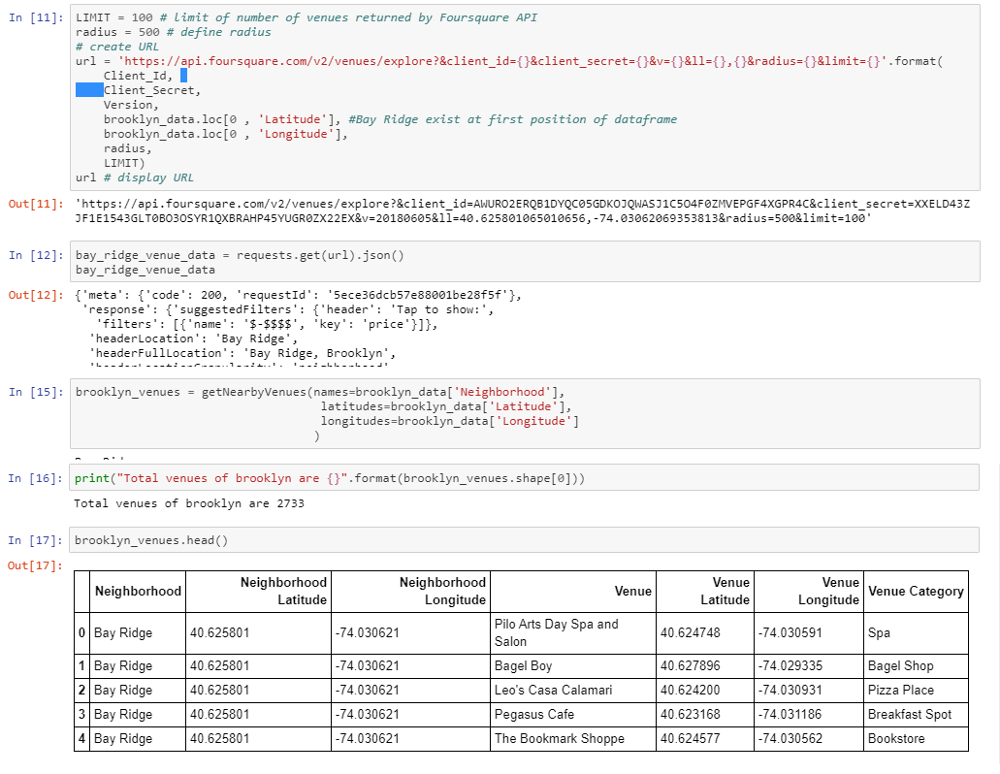 In [11]: LIMIT = 100 # limit of number of venues returned by Foursquare API
radius = 500 # define radius
# create URL
url = 'https://api.foursquare.com/v2/venues/explore?&client_id={}&client_secret={}&v={}&ll={},{}&radius={}&limit={}'.format(
Client_Id,
Client_Secret,
Version,
brooklyn_data.loc[0 , 'Latitude'], #Bay Ridge exist at first position of dataframe
brooklyn_data.loc[0 , 'Longitude'],
radius,
LIMIT)
url # display URL
Out[11]: 'https://api.foursquare.com/v2/venues/explore?&client_id=AWURO2ERQB1DYQC05GDKOJQWASJ1C5O4F0ZMVEPGF4XGPR4C&client_secret=XXELD43Z
JF1E1543GLT0BO3OSYR1QXBRAHP45YUGR0ZX22EX&v=20180605&ll=40.625801065010656,-74.03062069353813&radius=500&limit=100'
In [12]: bay_ridge_venue_data = requests.get(url).json()
bay_ridge_venue_data
Out[12]: {'meta': {'code': 200, 'requestId': '5ece36dcb57e88001be28f5f'},
'response': {'suggestedFilters': {'header': 'Tap to show:',
'filters': [{'name': '$-$$$$', 'key': 'price'}]},
'headerLocation': 'Bay Ridge',
'headerFullLocation': 'Bay Ridge, Brooklyn',
'headerLocationGranularity': 'neighborhood'
In [15]: brooklyn_venues = getNearbyVenues(names=brooklyn_data['Neighborhood'],
latitudes=brooklyn_data['Latitude'],
longitudes=brooklyn_data['Longitude']
)
In [16]: print("Total venues of brooklyn are {}".format(brooklyn_venues.shape[0]))
Total venues of brooklyn are 2733
In [17]: brooklyn_venues.head()
Out[17]:
Neighborhood Neighborhood Latitude Neighborhood Longitude Venue Venue Latitude Venue Longitude Venue Category
0 Bay Ridge 40.625801 -74.030621 Pilo Arts Day Spa and Salon 40.624748 -74.030591 Spa
1 Bay Ridge 40.625801 -74.030621 Bagel Boy 40.627896 -74.029335 Bagel Shop
2 Bay Ridge 40.625801 -74.030621 Leo's Casa Calamari 40.624200 -74.030931 Pizza Place
3 Bay Ridge 40.625801 -74.030621 Pegasus Cafe 40.623168 -74.031186 Breakfast Spot
4 Bay Ridge 40.625801 -74.030621 The Bookmark Shoppe 40.624577 -74.030562 Bookstore